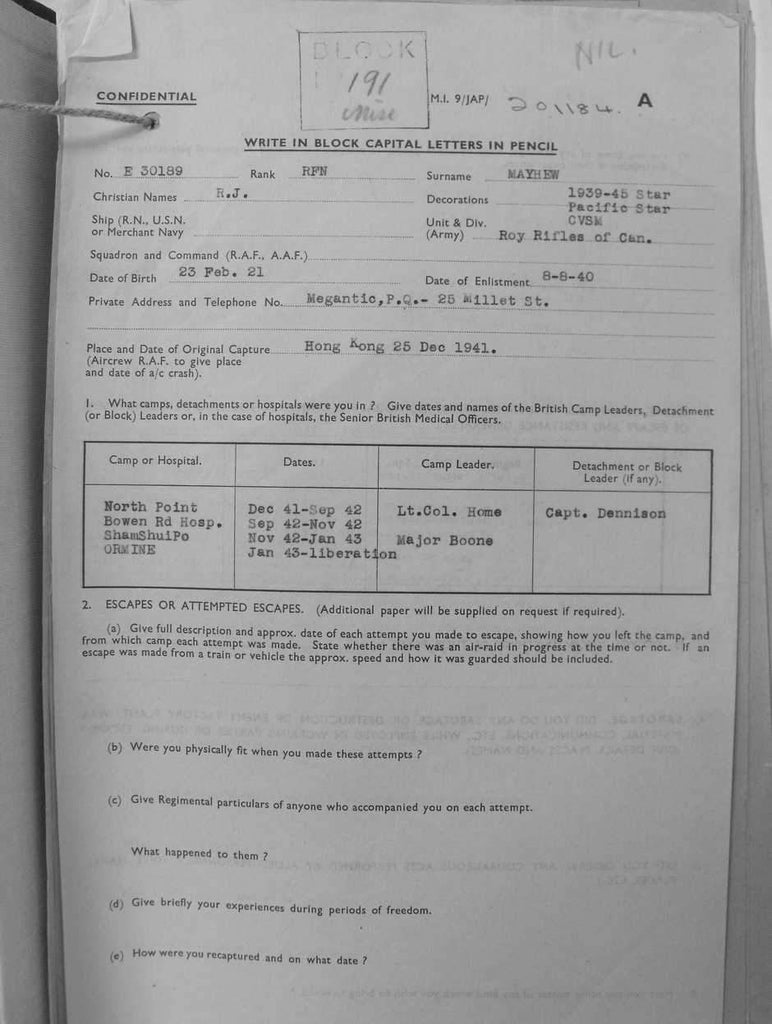 BLOCK
NIL.
191
CONFIDENTIAL
M.I. 9/JAP/ 201184. A
WRITE IN BLOCK CAPITAL LETTERS IN PENCIL
No. E 30189 Rank RFN Surname MAYHEW
Christian Names R.J. Decorations 1939-45 Star
Pacific Star
Ship (R.N., U.S.N. Unit & Div. CVSM
or Merchant Navy (Army) Roy Rifles of Can.
Squadron and Command (R.A.F., A.A.F.)
Date of Birth 23 Feb. 21 Date of Enlistment 8-8-40
Private Address and Telephone No. Megantic,P.Q.- 25 Millet St.
Place and Date of Original Capture Hong Kong 25 Dec 1941.
(Aircrew R.A.F. to give place
and date of a/c crash).
1. What camps, detachments or hospitals were you in ? Give dates and names of the British Camp Leaders, Detachment
(or Block) Leaders or, in the case of hospitals, the Senior British Medical Officers.
Camp or Hospital. Dates. Camp Leader. Detachment or Block
Leader (if any).
North Point Dec 41-Sep 42 Lt.Col. Home Capt. Dennison
Bowen Rd Hosp. Sep 42-Nov 42
ShamShuiPo Nov 42-Jan 43 Major Boone
ORMINE Jan 43-liberation
2. ESCAPES OR ATTEMPTED ESCAPES. (Additional paper will be supplied on request if required).
(a) Give full description and approx. date of each attempt you made to escape, showing how you left the camp, and
from which camp each attempt was made. State whether there was an air-raid in progress at the time or not. If an
escape was made from a train or vehicle the approx. speed and how it was guarded should be included.
(b) Were you physically fit when you made these attempts ?
(c) Give Regimental particulars of anyone who accompanied you on each attempt.
What happened to them ?
(d) Give briefly your experiences during periods of freedom.
(e) How were you recaptured and on what date ?